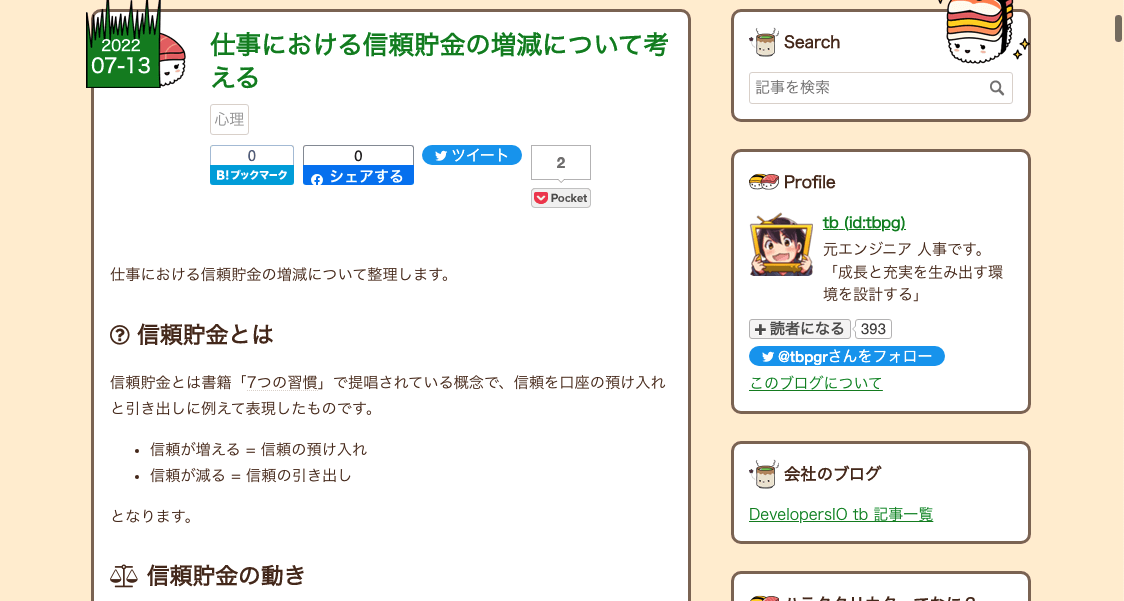 2022
07-13
仕事における信頼貯金の増減について考
える
心理
0
B!ブックマーク
0
シェアする
ツイート
2
Pocket
仕事における信頼貯金の増減について整理します。
信頼貯金とは
信頼貯金とは書籍「7つの習慣」で提唱されている概念で、信頼を口座の預け入れ
と引き出しに例えて表現したものです。
信頼が増える = 信頼の預け入れ
信頼が減る = 信頼の引き出し
となります。
信頼貯金の動き
Search
記事を検索
Profile
tb (id:tbpg)
元エンジニア 人事です。
「成長と充実を生み出す環
境を設計する」
読者になる 393
@tbpgrさんをフォロー
このブログについて
会社のブログ
DevelopersIO tb 記事一覧